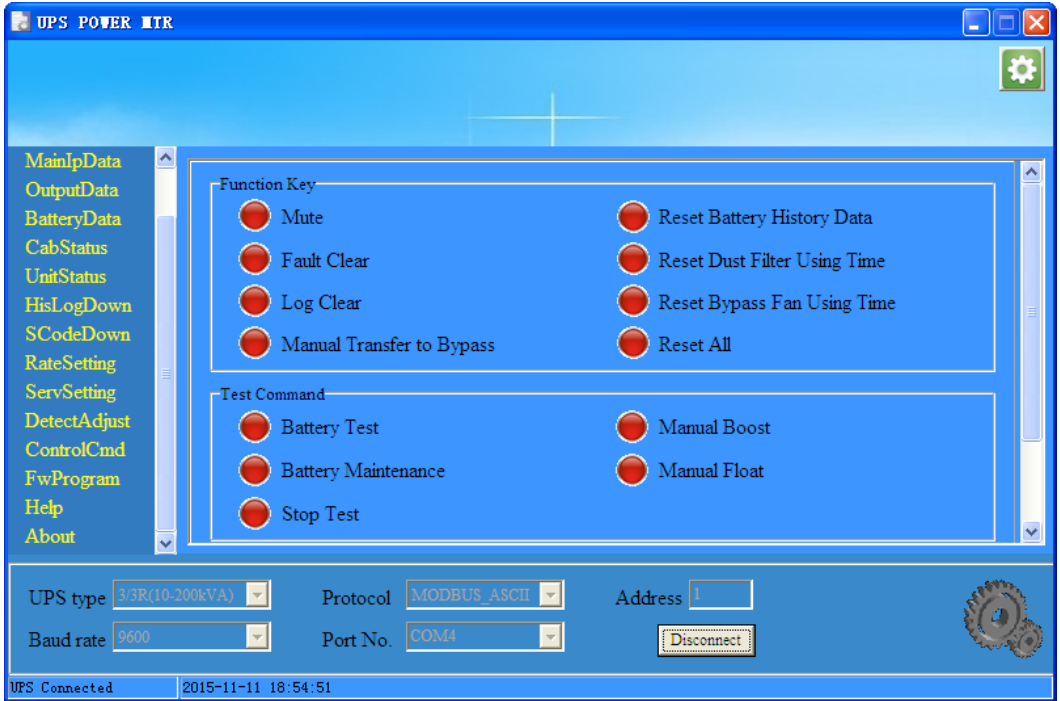 UPS POWER MTR
MainIpData
OutputData
BatteryData
CabStatus
UnitStatus
HisLogDown
SCodeDown
RateSetting
ServSetting
DetectAdjust
ControlCmd
FwProgram
Help
About
Function Key
Mute
Reset Battery History Data
Fault Clear
Reset Dust Filter Using Time
Log Clear
Reset Bypass Fan Using Time
Manual Transfer to Bypass
Reset All
Test Command
Battery Test
Manual Boost
Battery Maintenance
Manual Float
Stop Test
UPS type 3/3R(10-200kVA) Protocol MODBUS_ASCII Address 1
Baud rate 9600 Port No. COM4 Disconnect
UPS Connected 2015-11-11 18:54:51